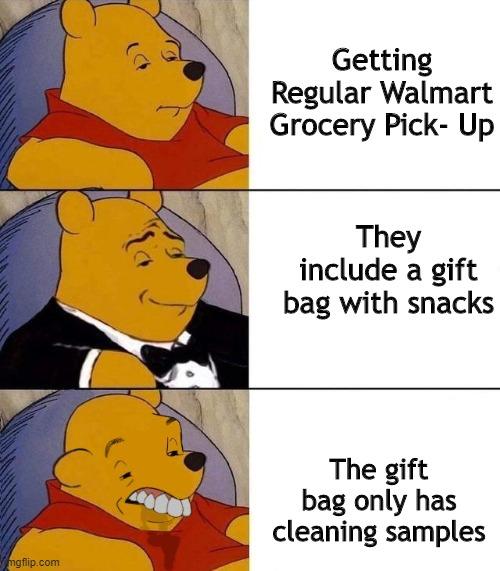 Getting
Regular Walmart
Grocery Pick- Up
They
include a gift
bag with snacks
The gift
bag only has
cleaning samples
imgflip.com